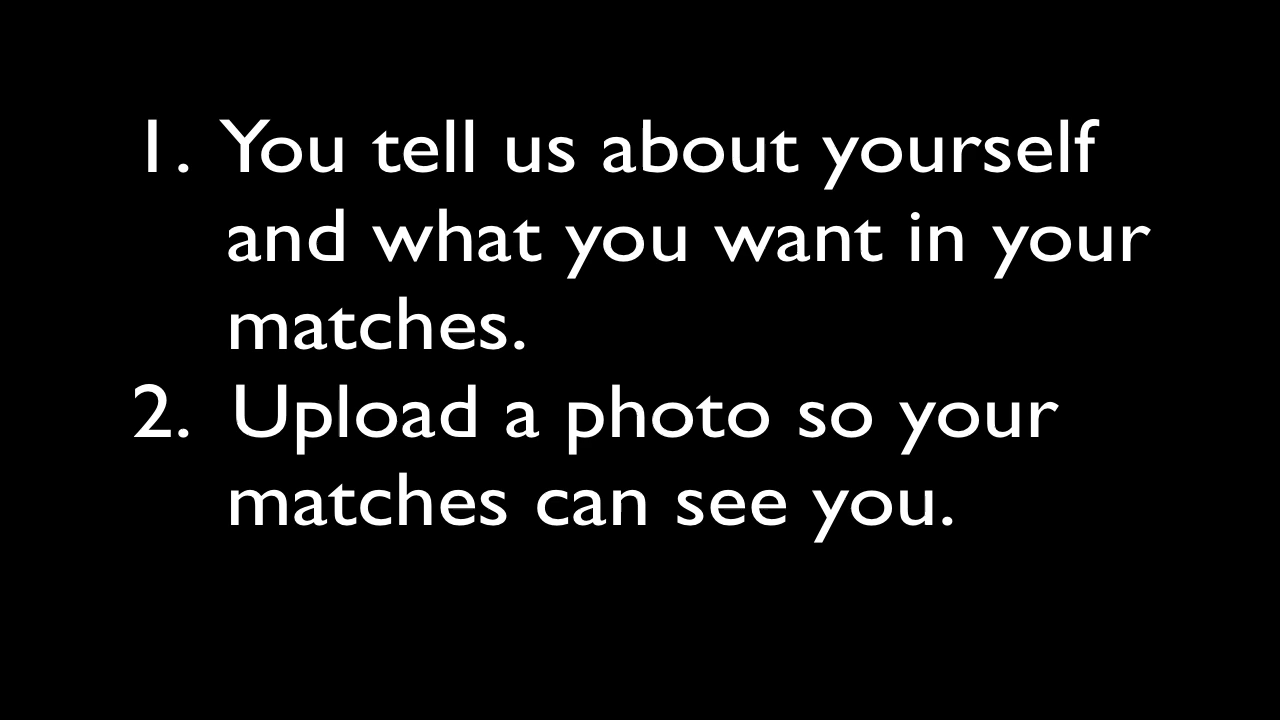 1. You tell us about yourself
and what you want in your
matches.
2. Upload a photo so your
matches can see you.